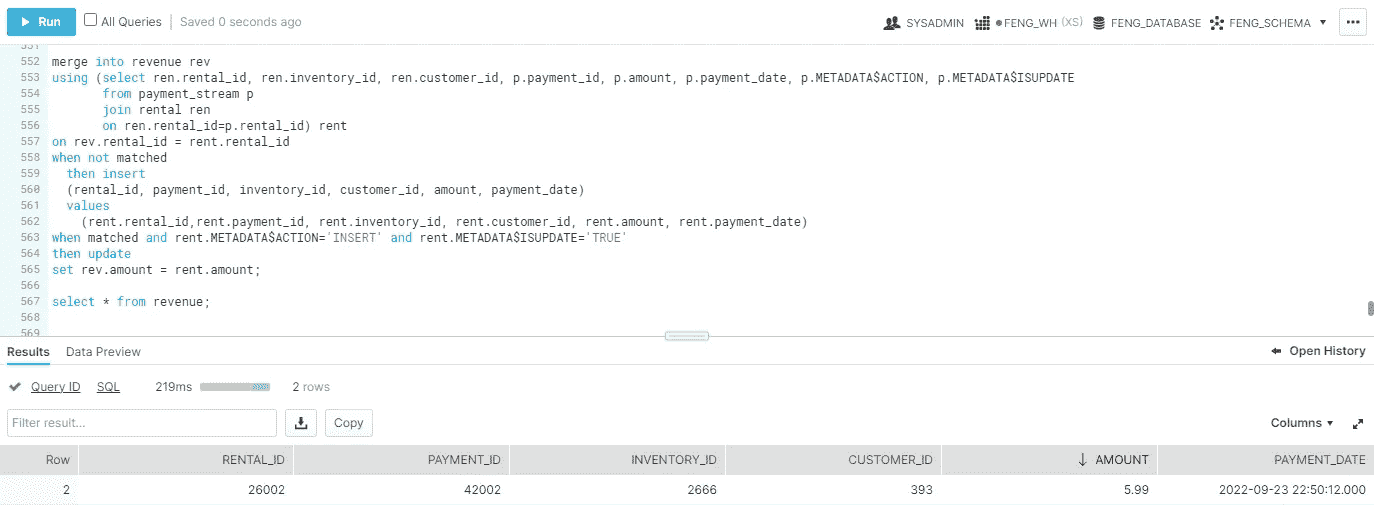 Run All Queries Saved 0 seconds ago SYSADMIN FENG_WH (XS) FENG_DATABASE FENG_SCHEMA
551
552 merge into revenue rev
553 using (select ren.rental_id, ren.inventory_id, ren.customer_id, p.payment_id, p.amount, p.payment_date, p.METADATA$ACTION, p.METADATA$ISUPDATE
554 from payment_stream p
555 join rental ren
556 on ren.rental_id=p.rental_id) rent
557 on rev.rental_id = rent.rental_id
558 when not matched
559 then insert
560 (rental_id, payment_id, inventory_id, customer_id, amount, payment_date)
561 values
562 (rent.rental_id,rent.payment_id, rent.inventory_id, rent.customer_id, rent.amount, rent.payment_date)
563 when matched and rent.METADATA$ACTION='INSERT' and rent.METADATA$ISUPDATE='TRUE'
564 then update
565 set rev.amount = rent.amount;
566
567 select * from revenue;
568
569
Results Data Preview Open History
Query ID SQL 219ms 2 rows
Filter result... Copy Columns
Row RENTAL_ID PAYMENT_ID INVENTORY_ID CUSTOMER_ID ↓ AMOUNT PAYMENT_DATE
2 26002 42002 2666 393 5.99 2022-09-23 22:50:12.000